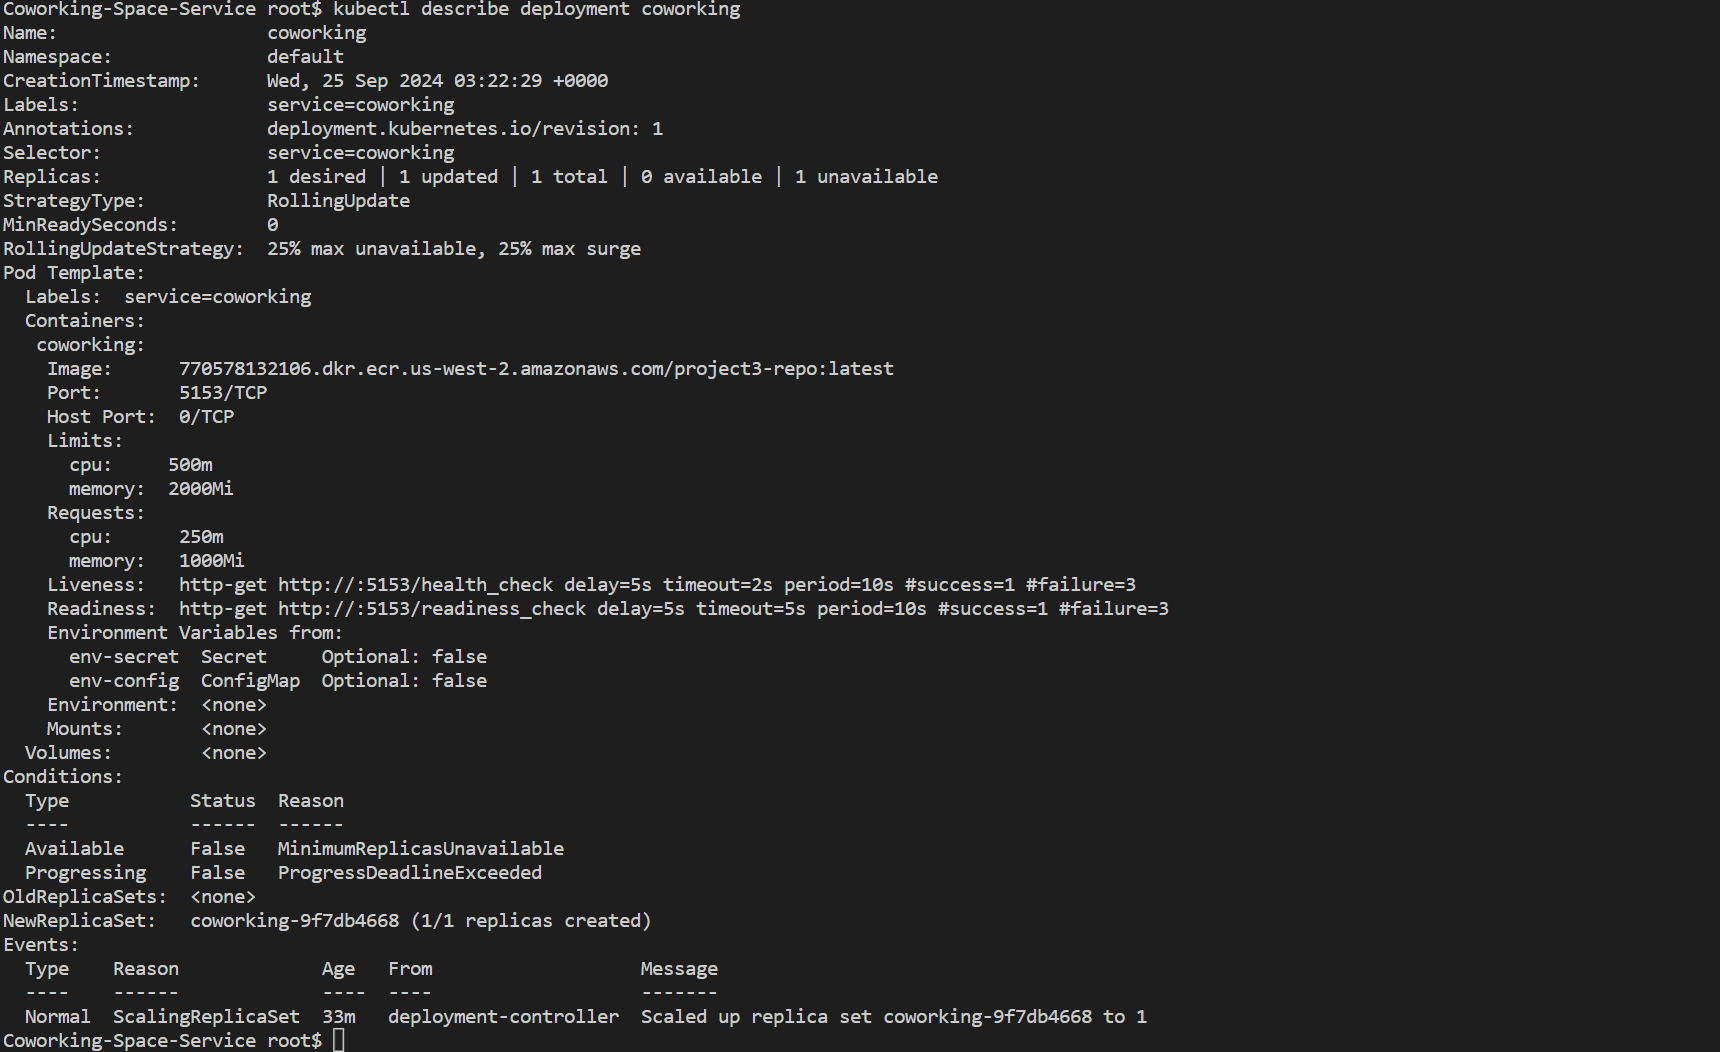 Coworking-Space-Service root$ kubectl describe deployment coworking
Name:                   coworking
Namespace:              default
CreationTimestamp:      Wed, 25 Sep 2024 03:22:29 +0000
Labels:                 service=coworking
Annotations:            deployment.kubernetes.io/revision: 1
Selector:               service=coworking
Replicas:               1 desired | 1 updated | 1 total | 0 available | 1 unavailable
StrategyType:           RollingUpdate
MinReadySeconds:        0
RollingUpdateStrategy:  25% max unavailable, 25% max surge
Pod Template:
  Labels:  service=coworking
  Containers:
   coworking:
    Image:      770578132106.dkr.ecr.us-west-2.amazonaws.com/project3-repo:latest
    Port:       5153/TCP
    Host Port:  0/TCP
    Limits:
      cpu:     500m
      memory:  2000Mi
    Requests:
      cpu:      250m
      memory:   1000Mi
    Liveness:   http-get http://:5153/health_check delay=5s timeout=2s period=10s #success=1 #failure=3
    Readiness:  http-get http://:5153/readiness_check delay=5s timeout=5s period=10s #success=1 #failure=3
    Environment Variables from:
      env-secret  Secret     Optional: false
      env-config  ConfigMap  Optional: false
    Environment:  <none>
    Mounts:       <none>
  Volumes:        <none>
Conditions:
  Type           Status  Reason
  ----           ------  ------
  Available      False   MinimumReplicasUnavailable
  Progressing    False   ProgressDeadlineExceeded
OldReplicaSets:  <none>
NewReplicaSet:   coworking-9f7db4668 (1/1 replicas created)
Events:
  Type    Reason             Age   From                   Message
  ----    ------             ----  ----                   -------
  Normal  ScalingReplicaSet  33m   deployment-controller  Scaled up replica set coworking-9f7db4668 to 1
Coworking-Space-Service root$